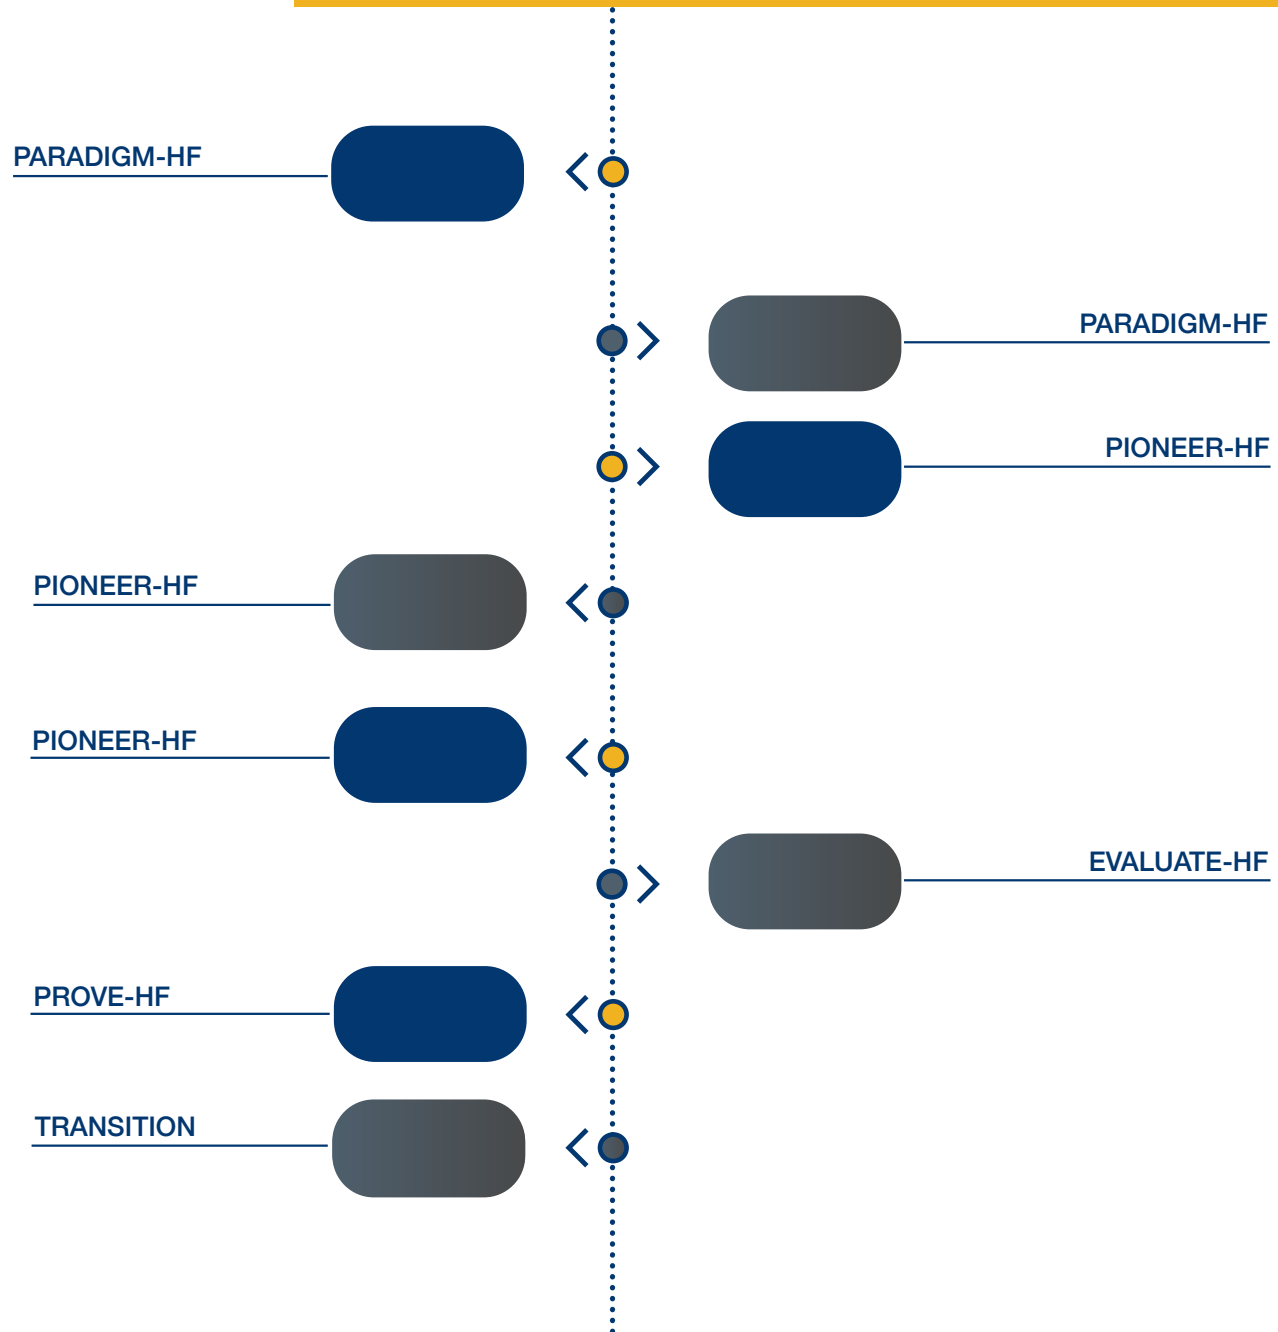 PARADIGM-HF
PARADIGM-HF
PIONEER-HF
PIONEER-HF
PIONEER-HF
EVALUATE-HF
PROVE-HF
TRANSITION